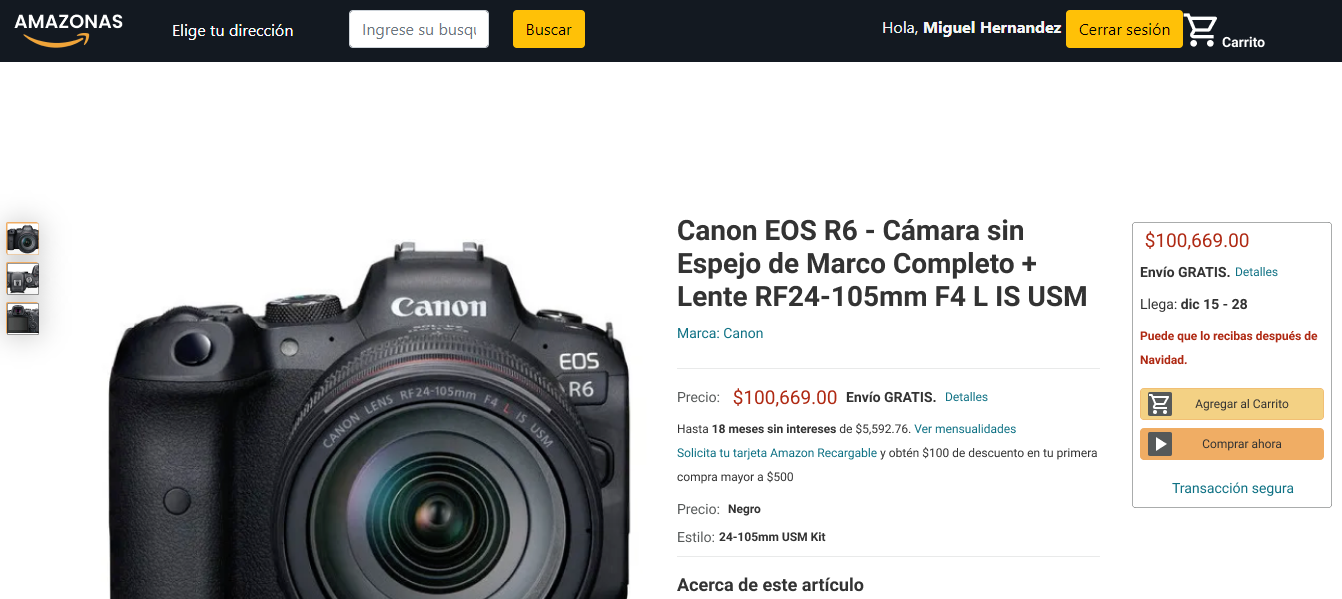 AMAZONAS
Elige tu dirección
Ingrese su busqu
Buscar
Hola, Miguel Hernandez
Cerrar sesión
Carrito
Canon
EOS
R6
CANON LENS RF24-105mm F4 L IS USM
Canon EOS R6 - Cámara sin
Espejo de Marco Completo +
Lente RF24-105mm F4 L IS USM
Marca: Canon
Precio: $100,669.00 Envío GRATIS. Detalles
Hasta 18 meses sin intereses de $5,592.76. Ver mensualidades
Solicita tu tarjeta Amazon Recargable y obtén $100 de descuento en tu primera
compra mayor a $500
Precio: Negro
Estilo: 24-105mm USM Kit
Acerca de este artículo
$100,669.00
Envío GRATIS. Detalles
Llega: dic 15 - 28
Puede que lo recibas después de
Navidad.
Agregar al Carrito
Comprar ahora
Transacción segura